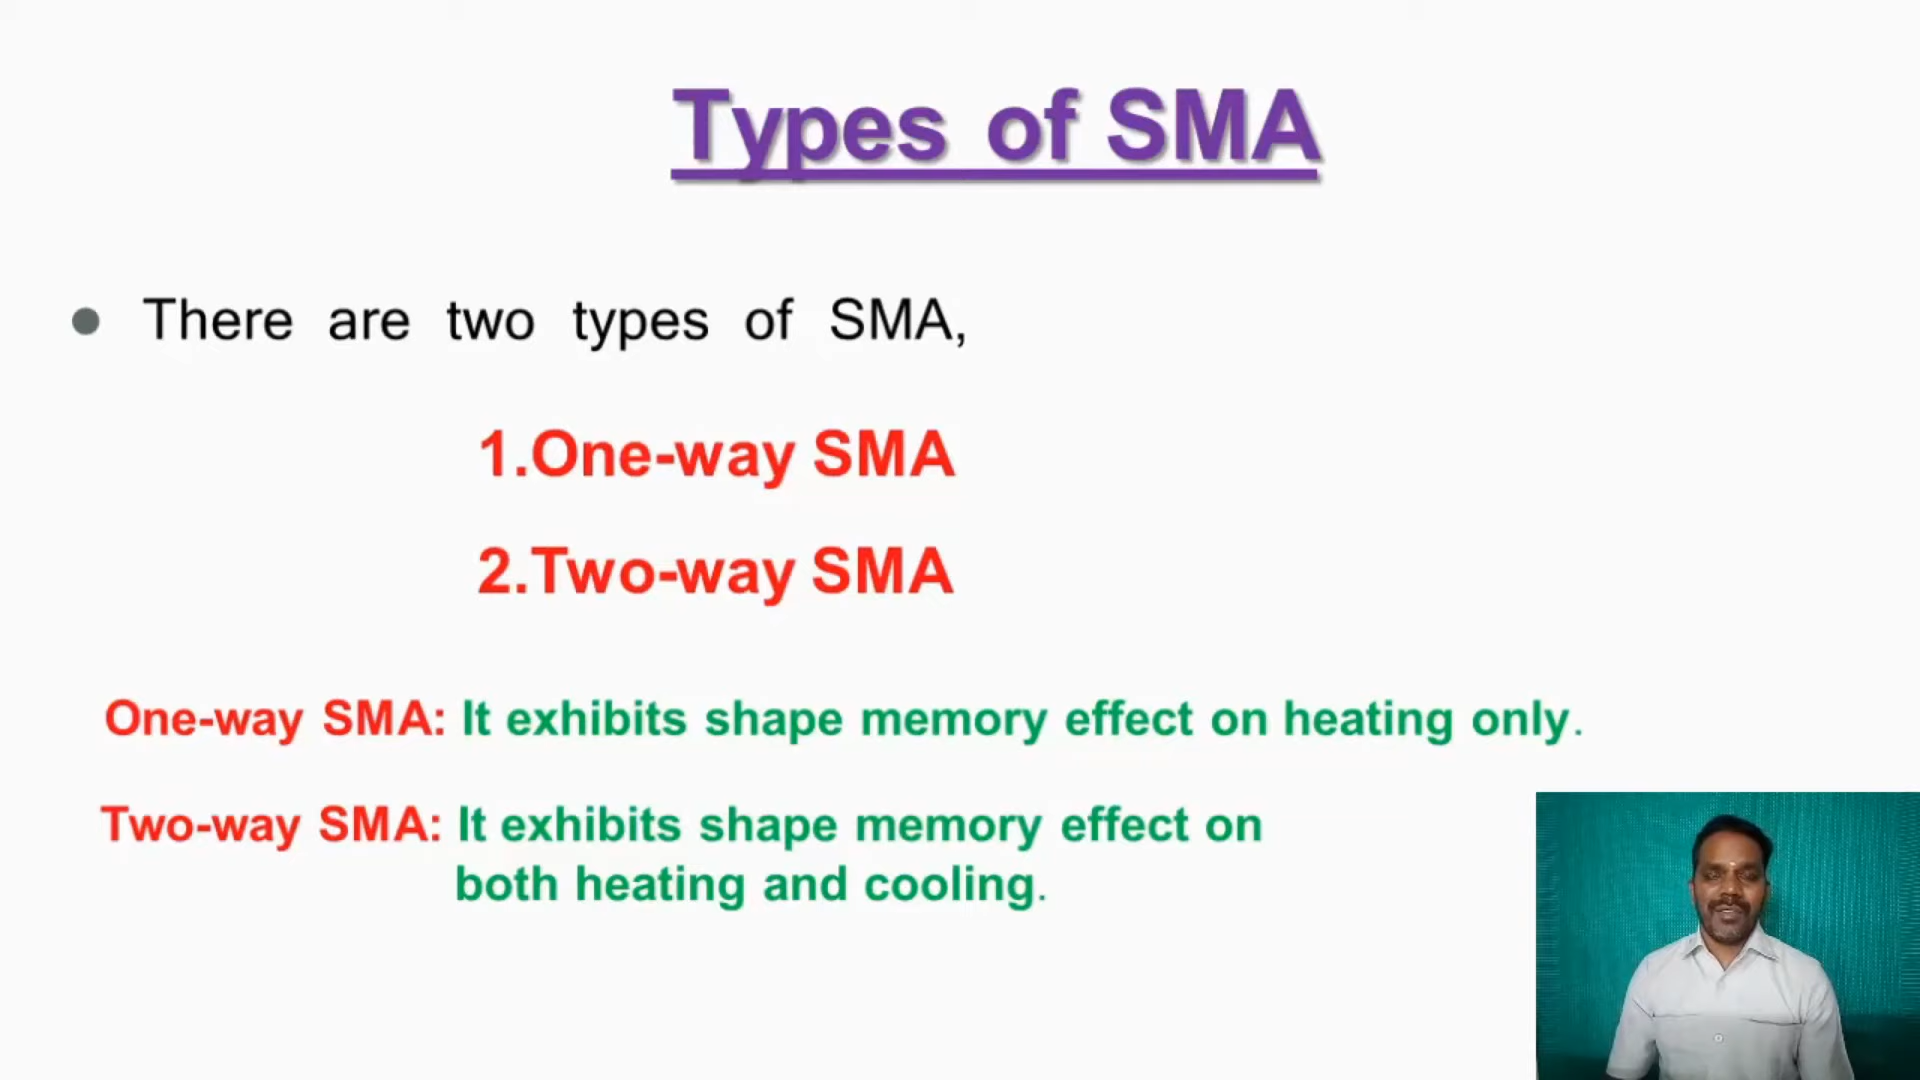 Types of SMA
There are two types of SMA,
1.One-way SMA
2.Two-way SMA
One-way SMA: It exhibits shape memory effect on heating only.
Two-way SMA: It exhibits shape memory effect on
both heating and cooling.